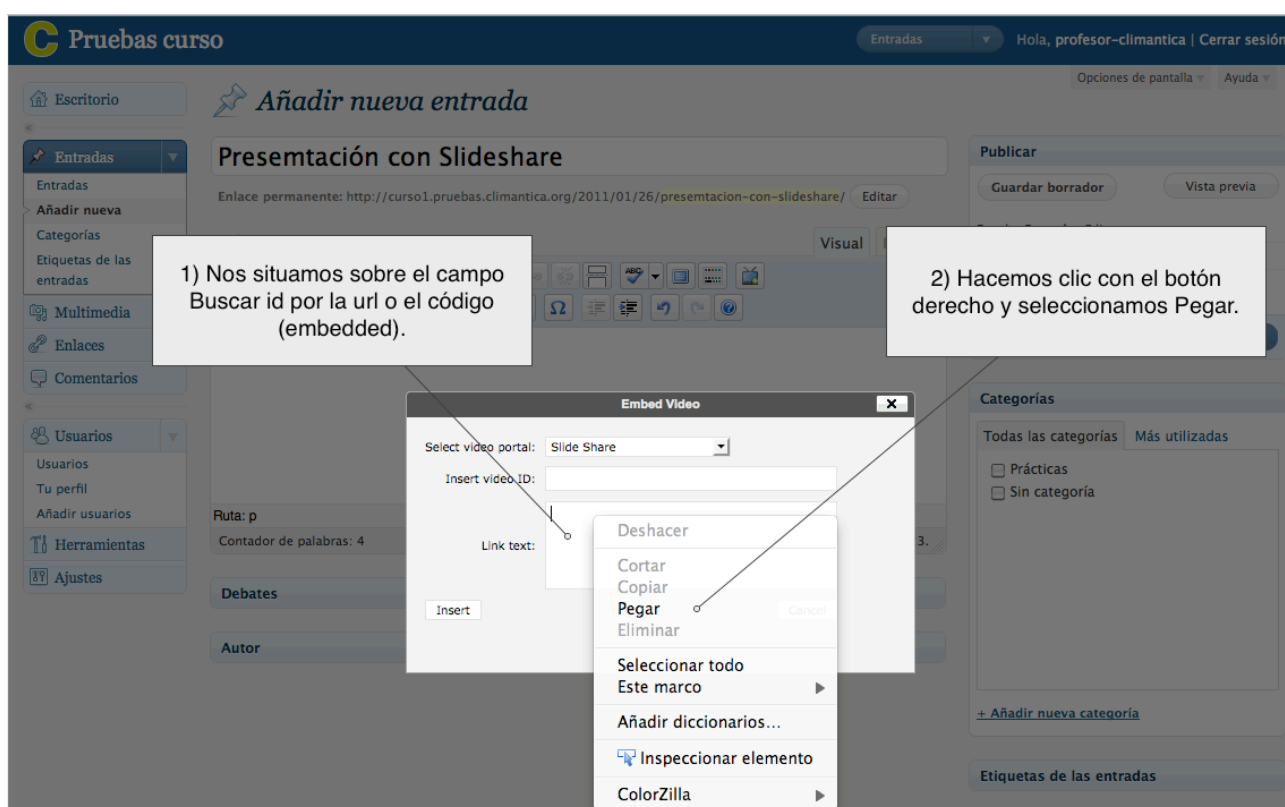 C Pruebas curso
Entradas
Hola, profesor-climantica | Cerrar sesión
Opciones de pantalla
Ayuda
Escritorio
Entradas
Entradas
Añadir nueva
Categorías
Etiquetas de las
entradas
Multimedia
Enlaces
Comentarios
Usuarios
Usuarios
Tu perfil
Añadir usuarios
Herramientas
Ajustes
Añadir nueva entrada
Presemtación con Slideshare
Enlace permanente: http://curso1.pruebas.climantica.org/2011/01/26/presemtacion-con-slideshare/ Editar
Visual
1) Nos situamos sobre el campo
Buscar id por la url o el código
(embedded).
2) Hacemos clic con el botón
derecho y seleccionamos Pegar.
ABC
Embed Video
Select video portal: Slide Share
Insert video ID:
Link text:
Insert
Cancel
Deshacer
Cortar
Copiar
Pegar
Eliminar
Seleccionar todo
Este marco
Añadir diccionarios...
Inspeccionar elemento
ColorZilla
Ruta: p
Contador de palabras: 4
3.
Debates
Autor
Publicar
Guardar borrador
Vista previa
Categorías
Todas las categorías
Más utilizadas
Prácticas
Sin categoría
+ Añadir nueva categoría
Etiquetas de las entradas